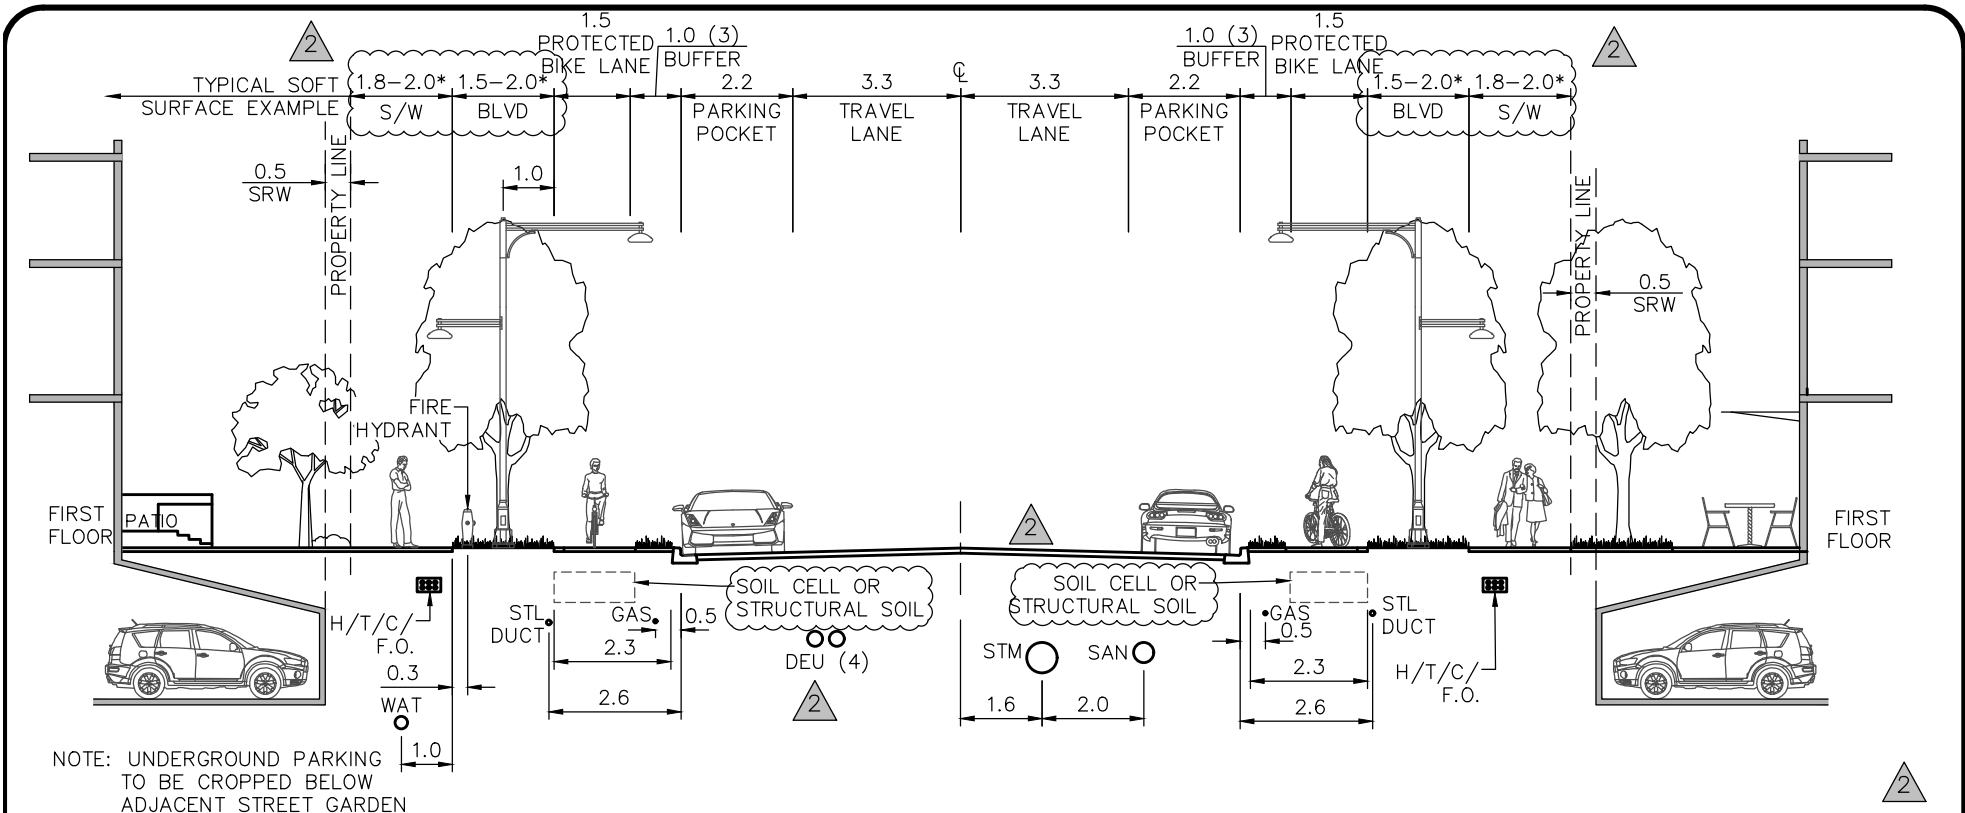 2
2
1.5
PROTECTED
BIKE LANE
1.0 (3)
BUFFER
1.0 (3)
BUFFER
1.5
PROTECTED
BIKE LANE
TYPICAL SOFT
SURFACE EXAMPLE
1.8-2.0*
S/W
1.5-2.0*
BLVD
2.2
PARKING
POCKET
3.3
TRAVEL
LANE
℄
3.3
TRAVEL
LANE
2.2
PARKING
POCKET
1.5-2.0*
BLVD
1.8-2.0*
S/W
0.5
SRW
PROPERTY LINE
1.0
PROPERTY LINE
0.5
SRW
FIRE
HYDRANT
FIRST
FLOOR
PATIO
2
FIRST
FLOOR
H/T/C/
F.O.
STL
DUCT
GAS
0.5
SOIL CELL OR
STRUCTURAL SOIL
SOIL CELL OR
STRUCTURAL SOIL
GAS
0.5
STL
DUCT
2.3
DEU (4)
STM
SAN
2.3
H/T/C/
F.O.
0.3
WAT
2.6
2
1.6
2.0
2.6
1.0
NOTE: UNDERGROUND PARKING
TO BE CROPPED BELOW
ADJACENT STREET GARDEN
2